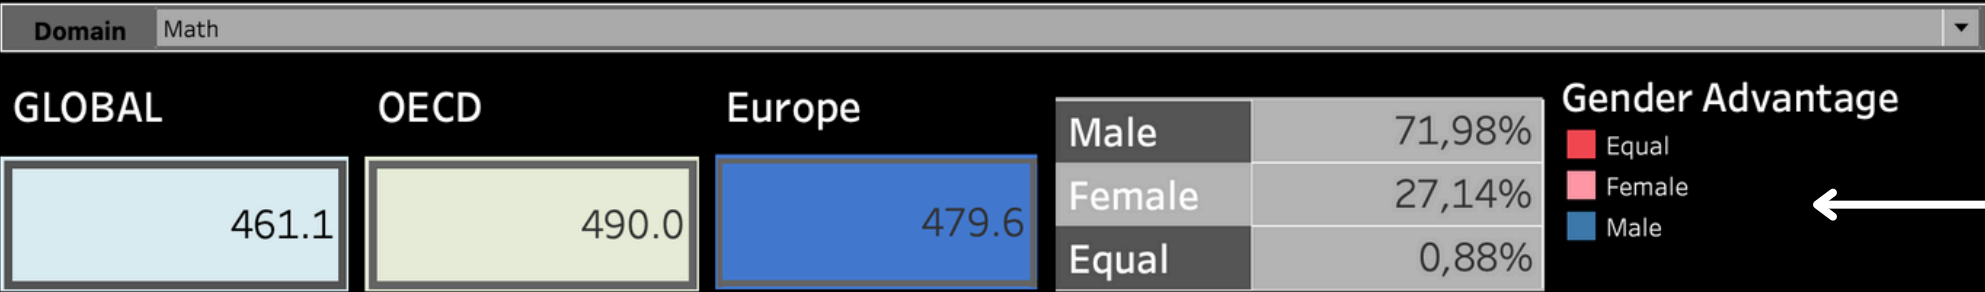 Domain Math
GLOBAL
461.1
OECD
490.0
Europe
479.6
Male 71,98%
Female 27,14%
Equal 0,88%
Gender Advantage
Equal
Female
Male